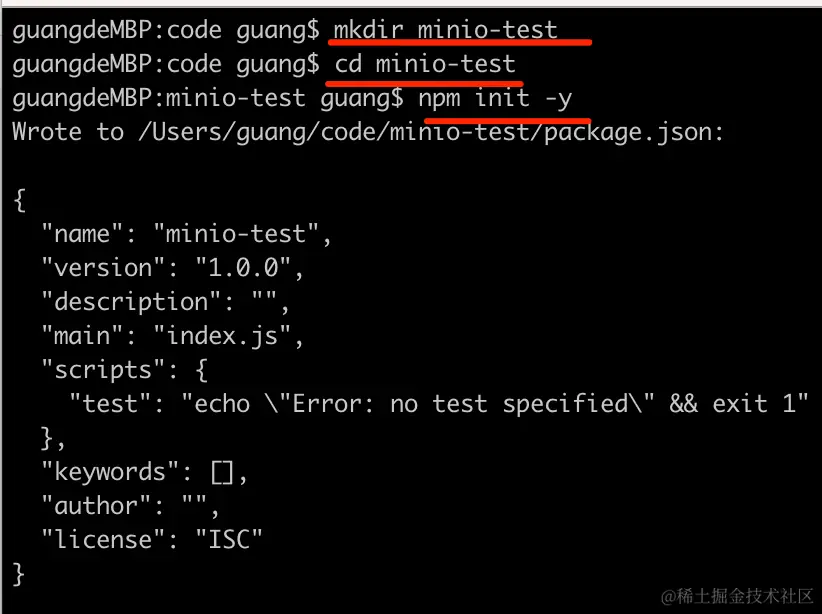 guangdeMBP:code guang$ mkdir minio-test
guangdeMBP:code guang$ cd minio-test
guangdeMBP:minio-test guang$ npm init -y
Wrote to /Users/guang/code/minio-test/package.json:

{
  "name": "minio-test",
  "version": "1.0.0",
  "description": "",
  "main": "index.js",
  "scripts": {
    "test": "echo \"Error: no test specified\" && exit 1"
  },
  "keywords": [],
  "author": "",
  "license": "ISC"
}
@稀土掘金技术社区